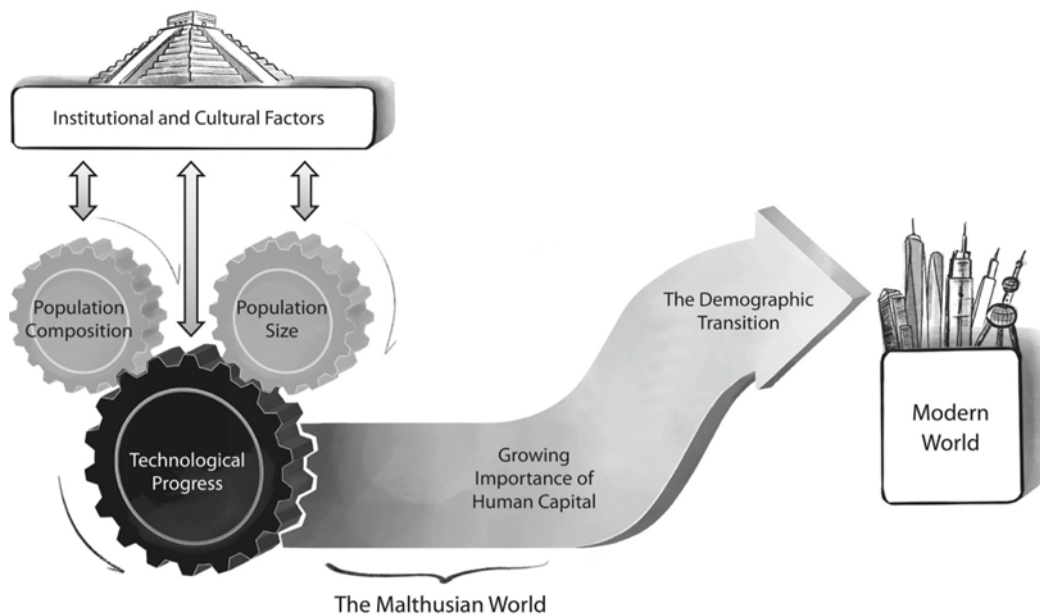 Institutional and Cultural Factors
Population
Composition
Population
Size
Technological
Progress
Growing
Importance of
Human Capital
The Demographic
Transition
Modern
World
The Malthusian World